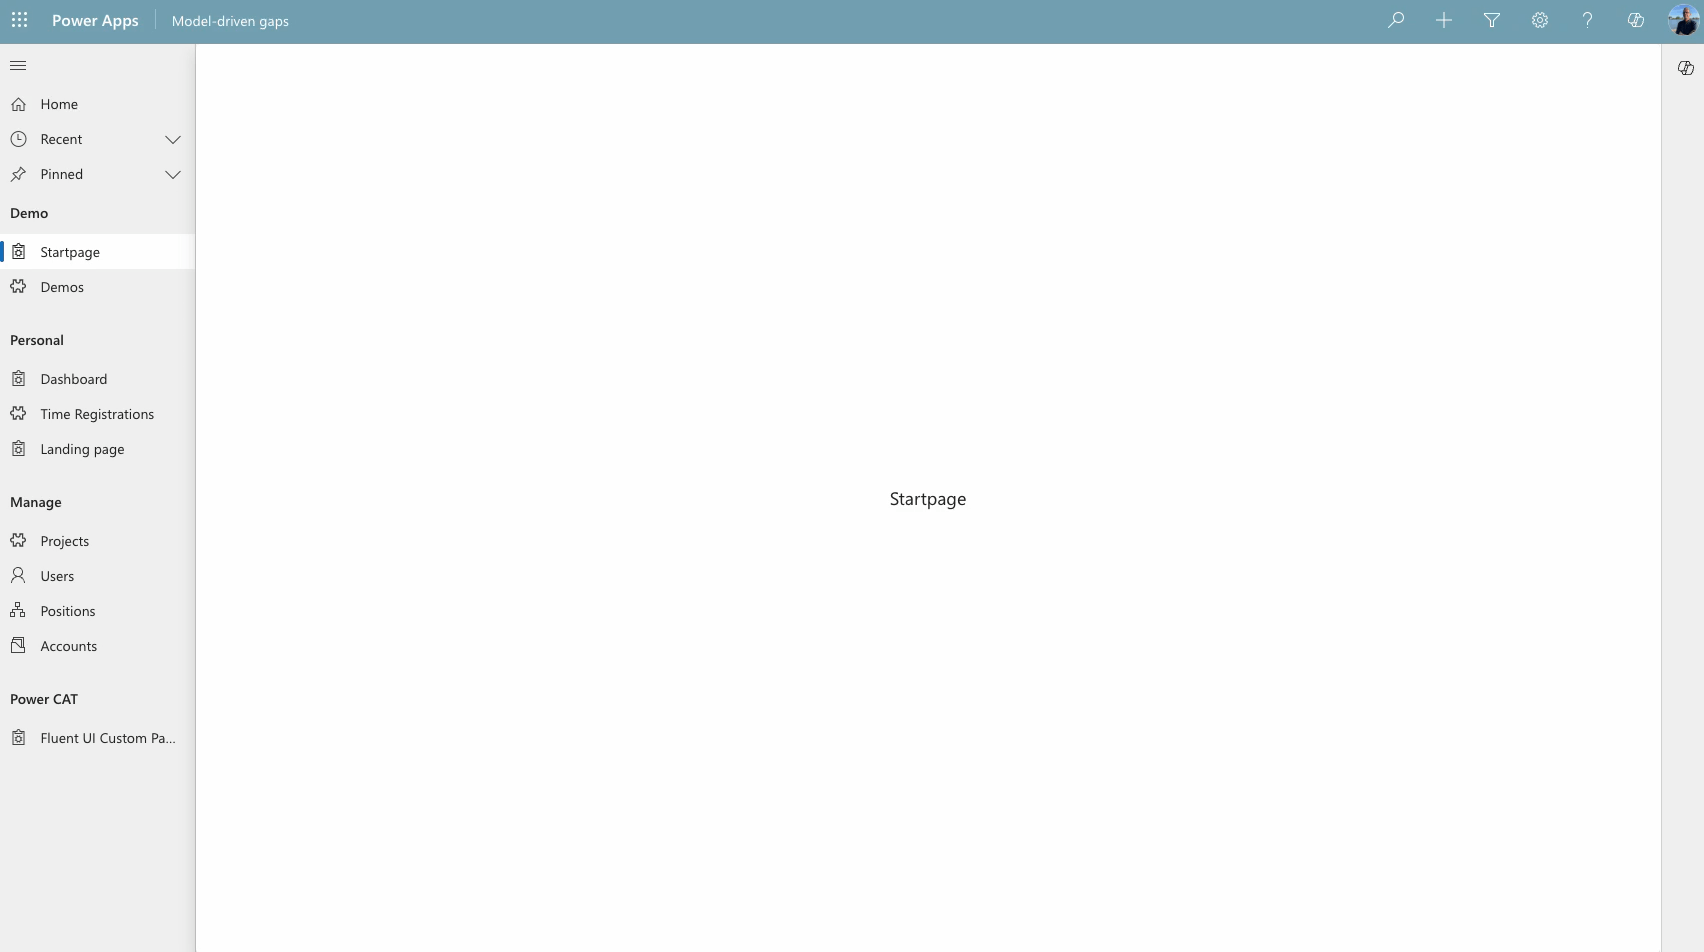 Power Apps
Model-driven gaps
Home
Recent
Pinned
Demo
Startpage
Demos
Personal
Dashboard
Time Registrations
Landing page
Manage
Projects
Users
Positions
Accounts
Power CAT
Fluent UI Custom Pa...
Startpage